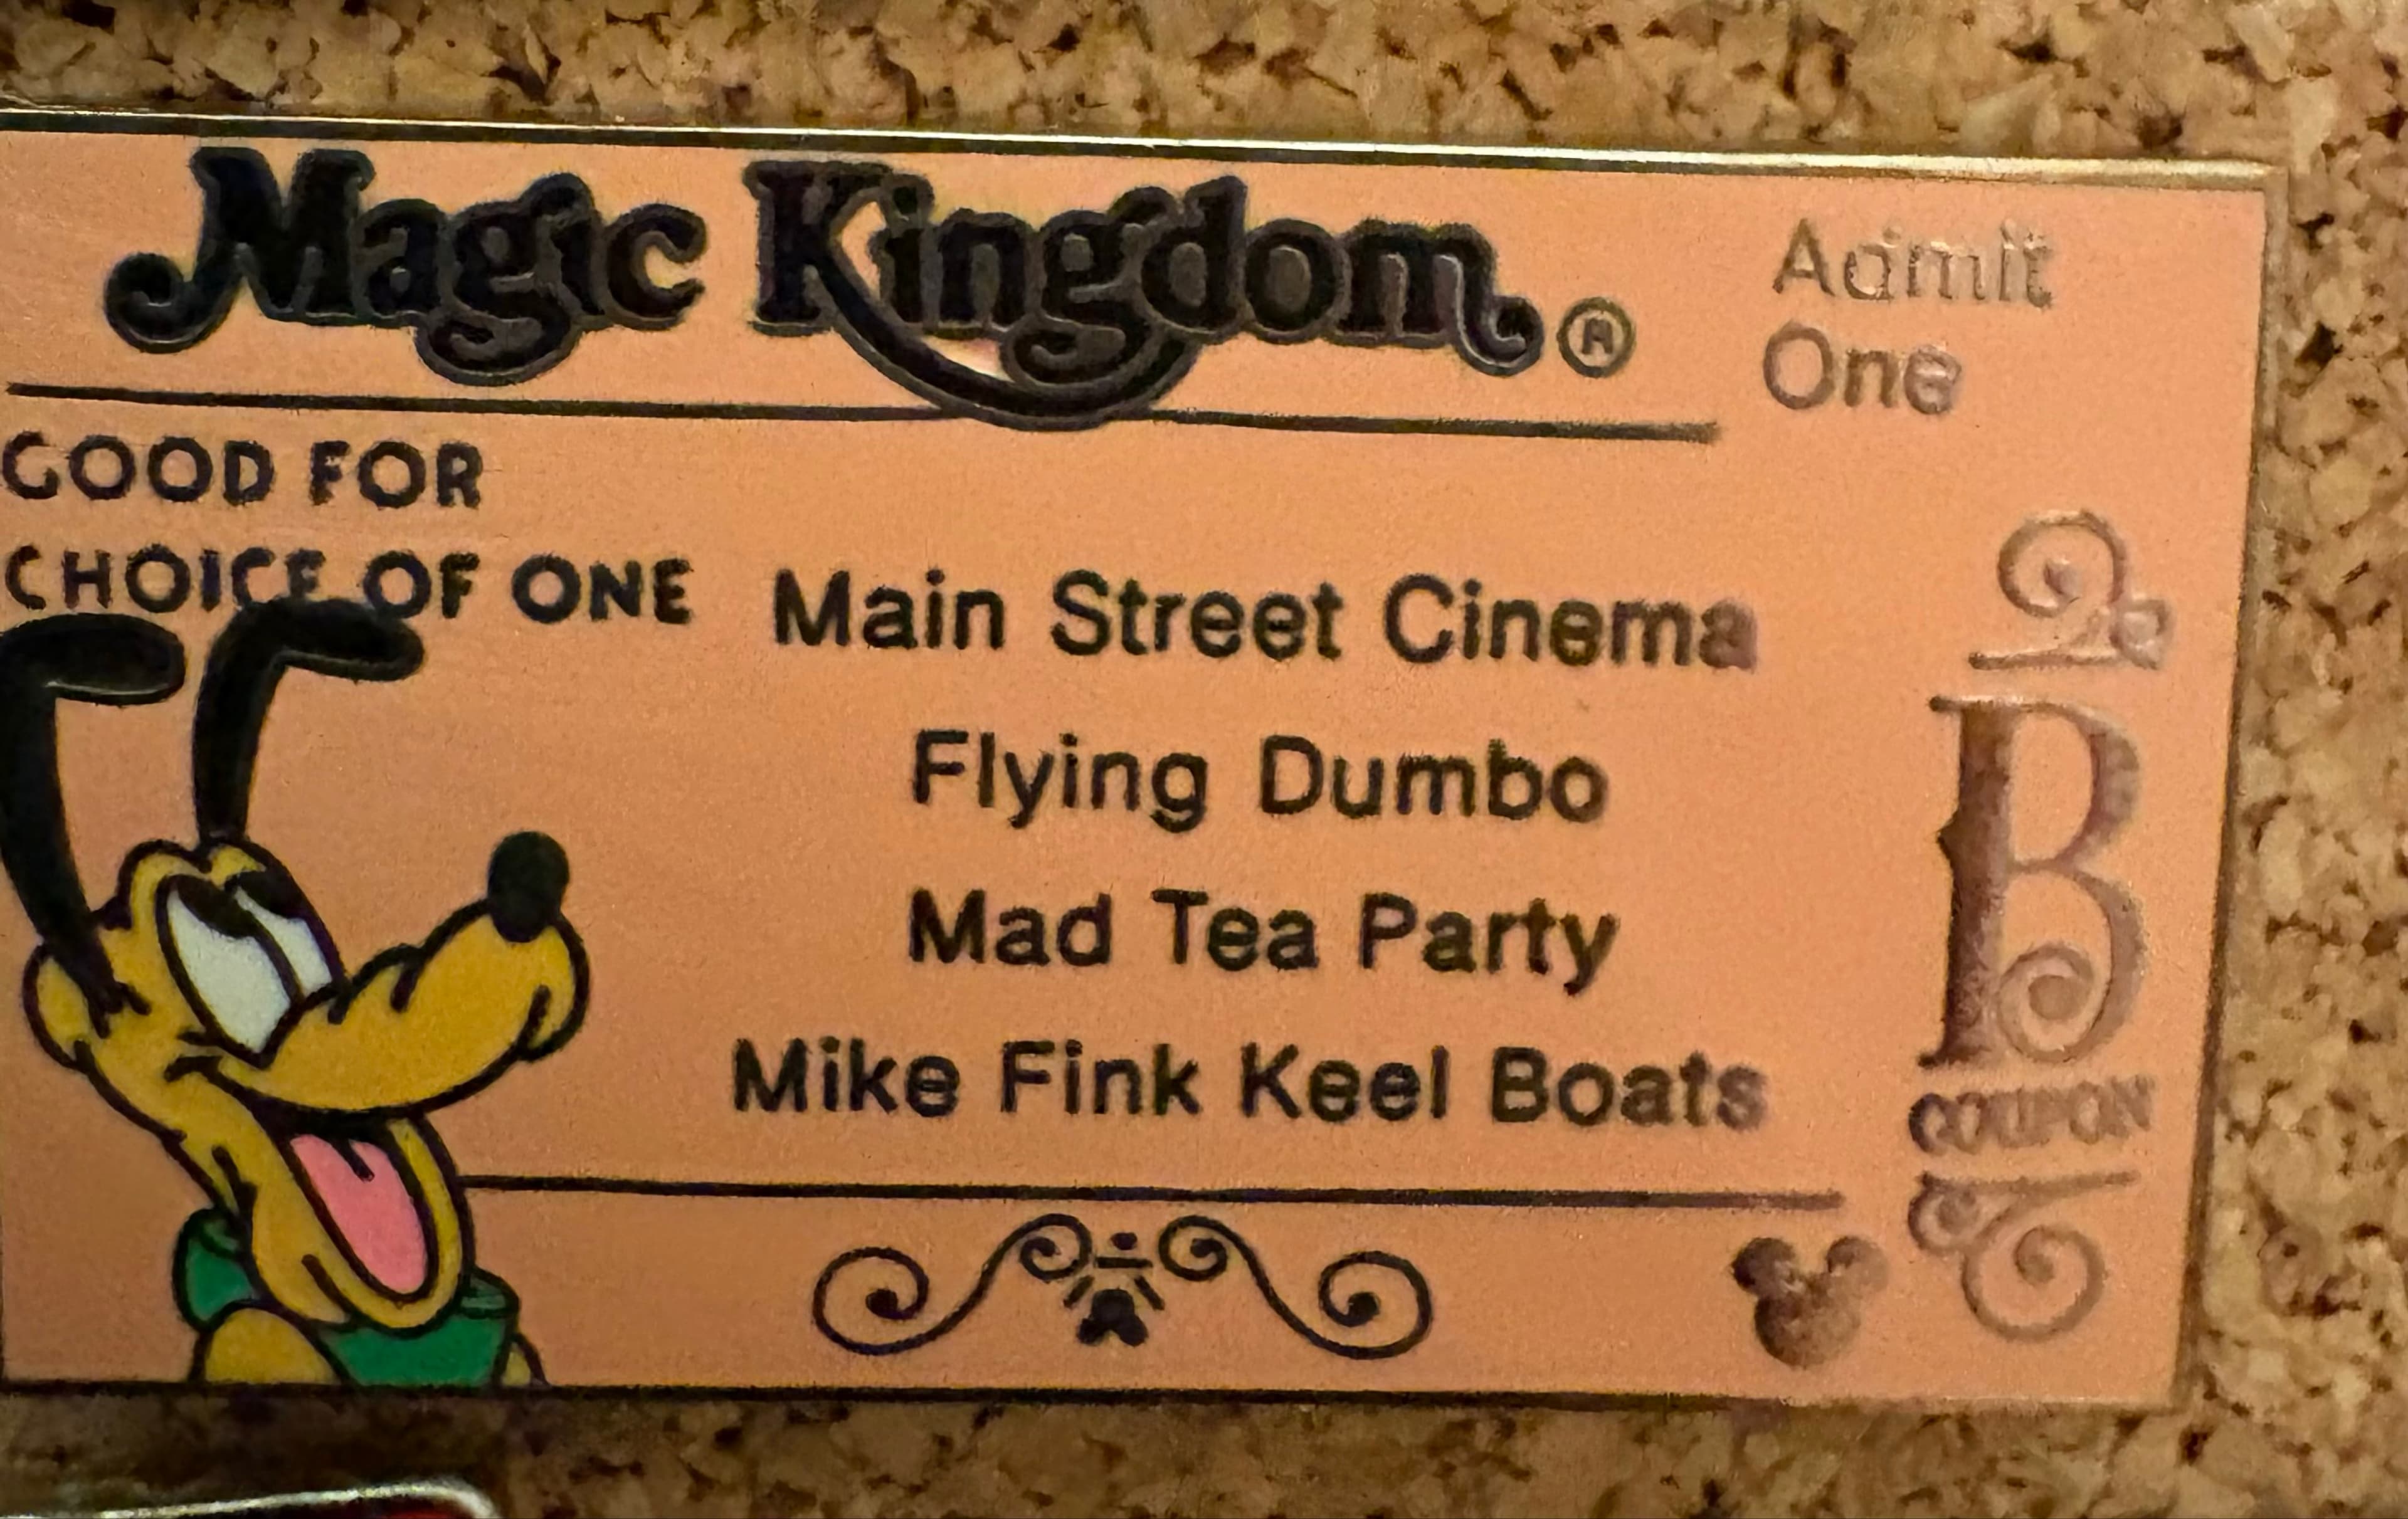 Magic Kingdom®
Admit
One
GOOD FOR
CHOICE OF ONE
Main Street Cinema
Flying Dumbo
Mad Tea Party
Mike Fink Keel Boats
B
COUPON